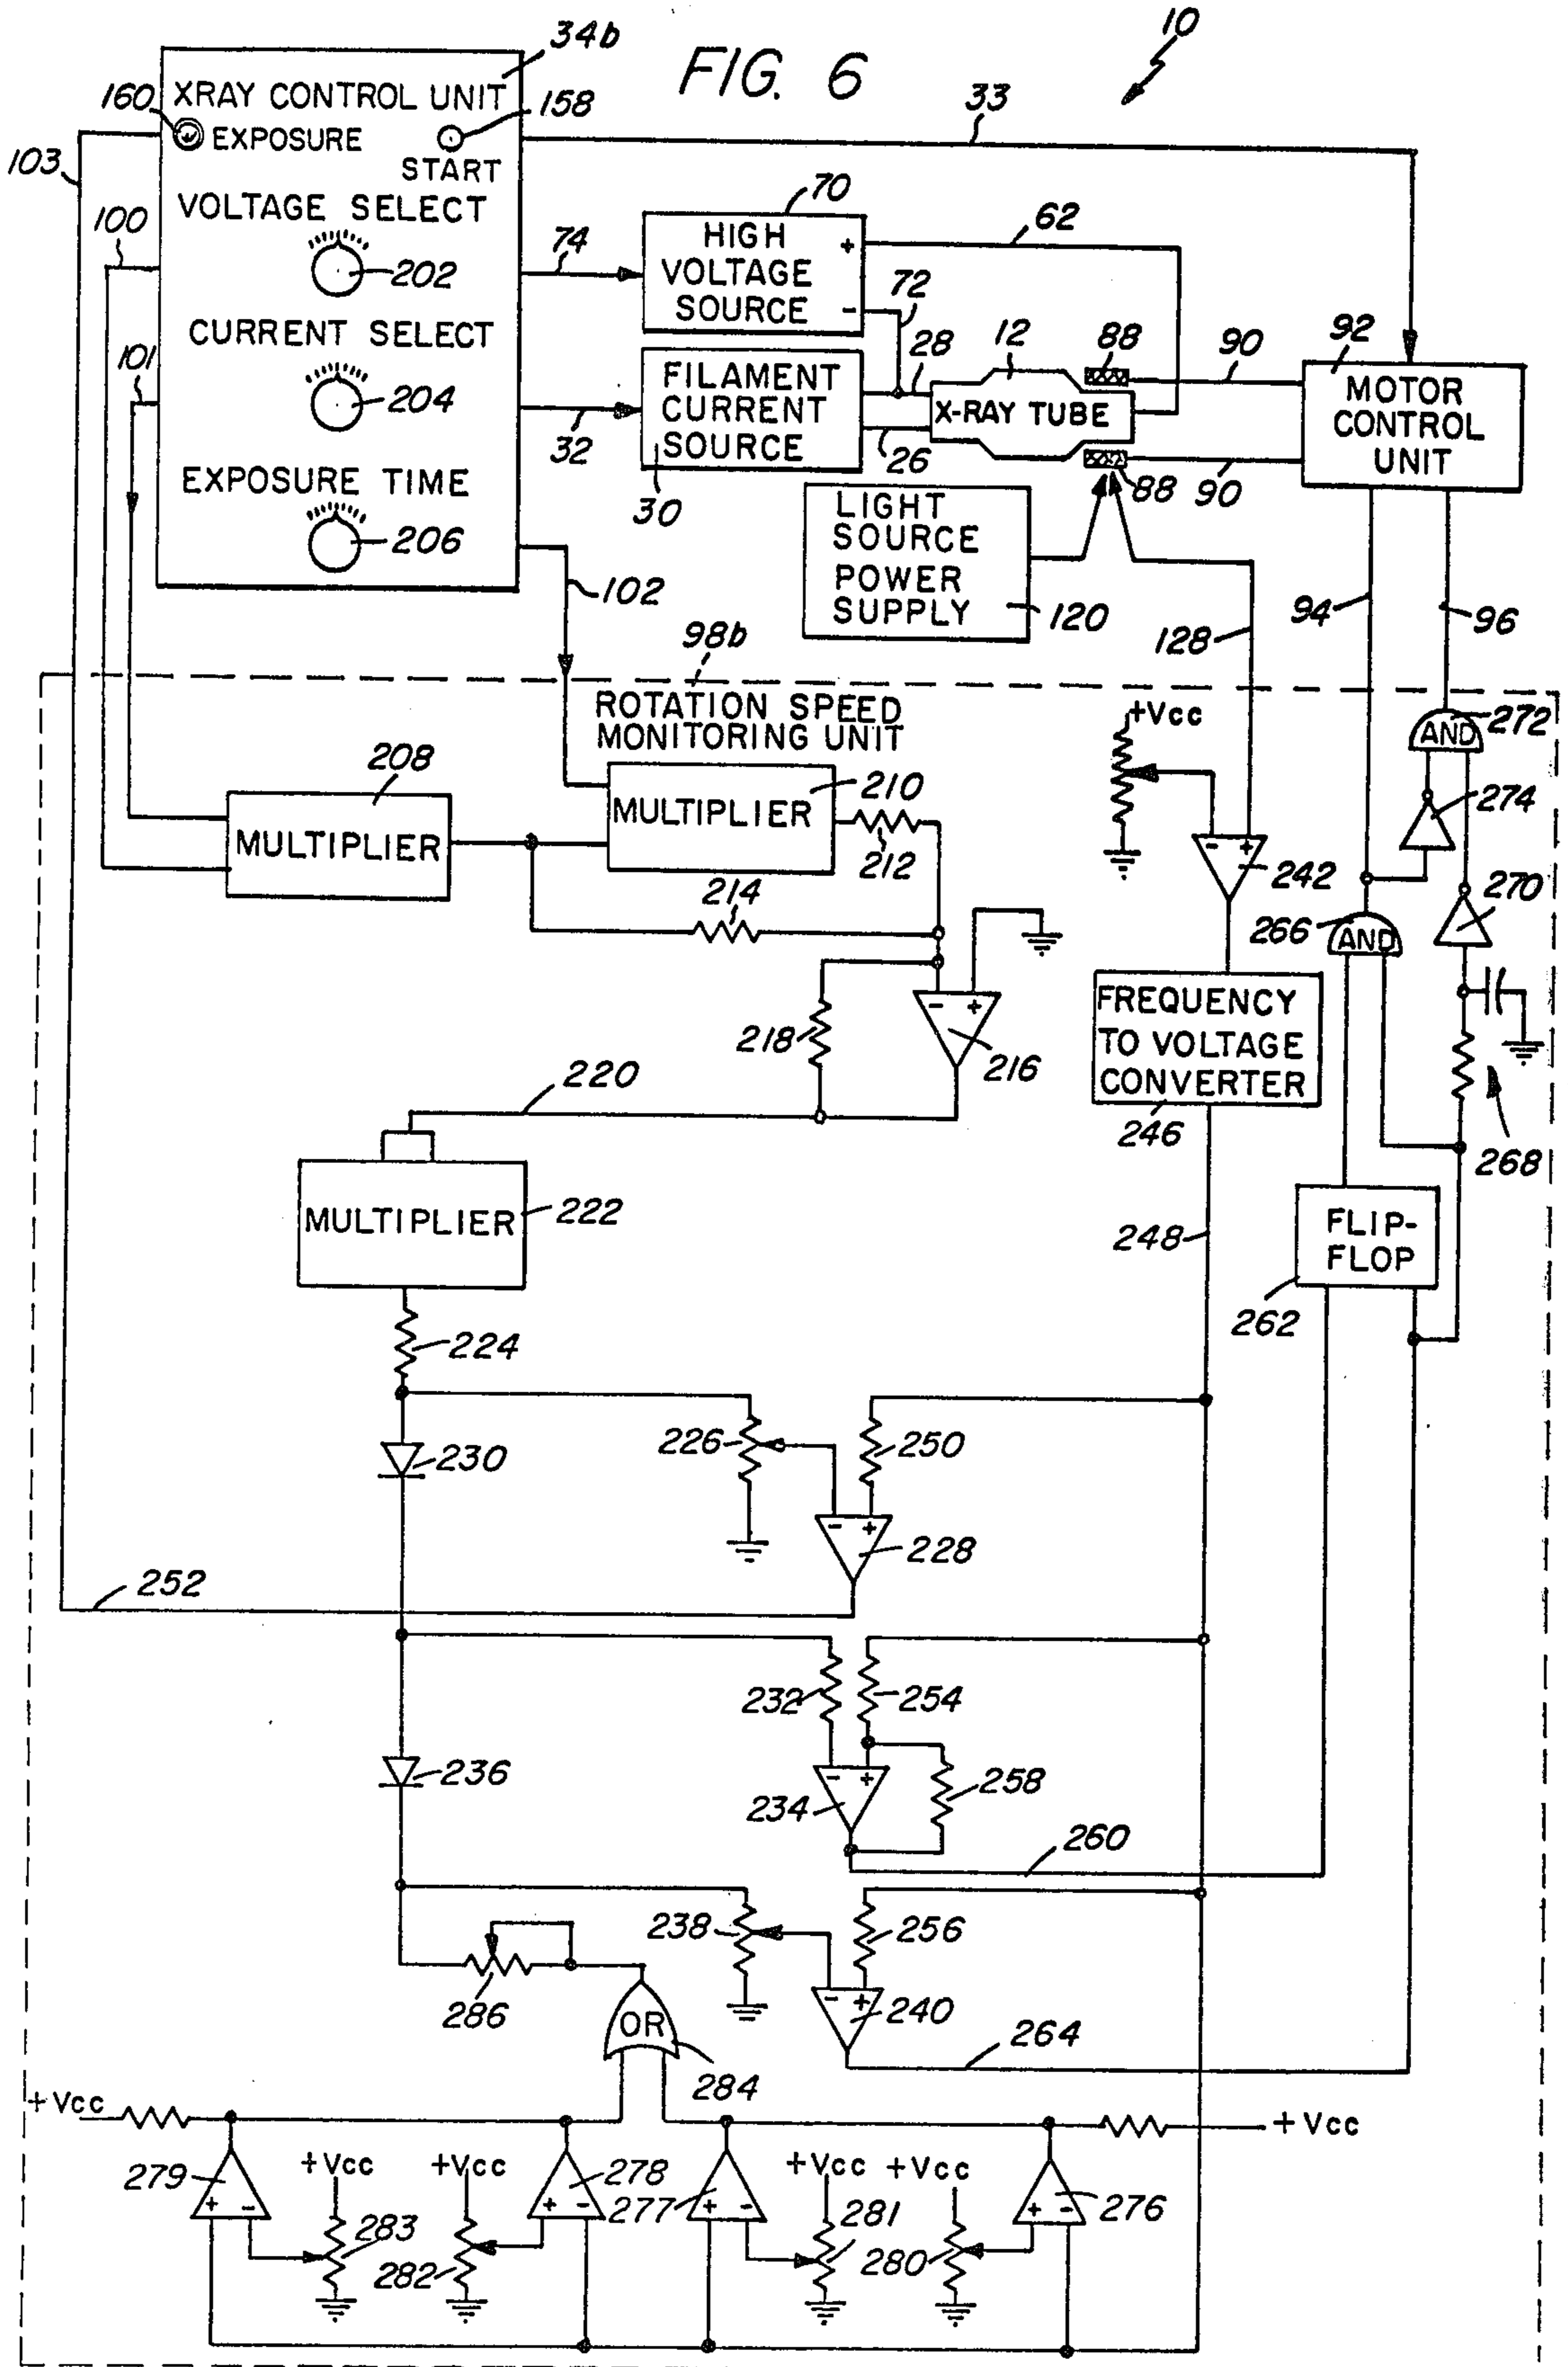 FIG. 6
10
34b
XRAY CONTROL UNIT
160
EXPOSURE
158
START
33
103
VOLTAGE SELECT
202
100
74
70
HIGH
VOLTAGE
SOURCE
+
-
62
72
CURRENT SELECT
204
101
32
FILAMENT
CURRENT
SOURCE
30
28
26
12
X-RAY TUBE
88
88
90
90
92
MOTOR
CONTROL
UNIT
EXPOSURE TIME
206
102
LIGHT
SOURCE
POWER
SUPPLY
120
128
94
96
98b
ROTATION SPEED
MONITORING UNIT
208
MULTIPLIER
210
MULTIPLIER
212
214
+Vcc
- +
242
AND
272
274
270
266
AND
- +
216
218
220
FREQUENCY
TO VOLTAGE
CONVERTER
246
268
MULTIPLIER
222
248
FLIP-
FLOP
262
224
226
250
230
- +
228
252
232
254
236
- +
234
258
260
238
256
286
- +
240
OR
284
264
+Vcc
+Vcc
279
+ -
+Vcc
283
+Vcc
282
278
+ -
277
+ -
+Vcc
281
+Vcc
280
276
+ -